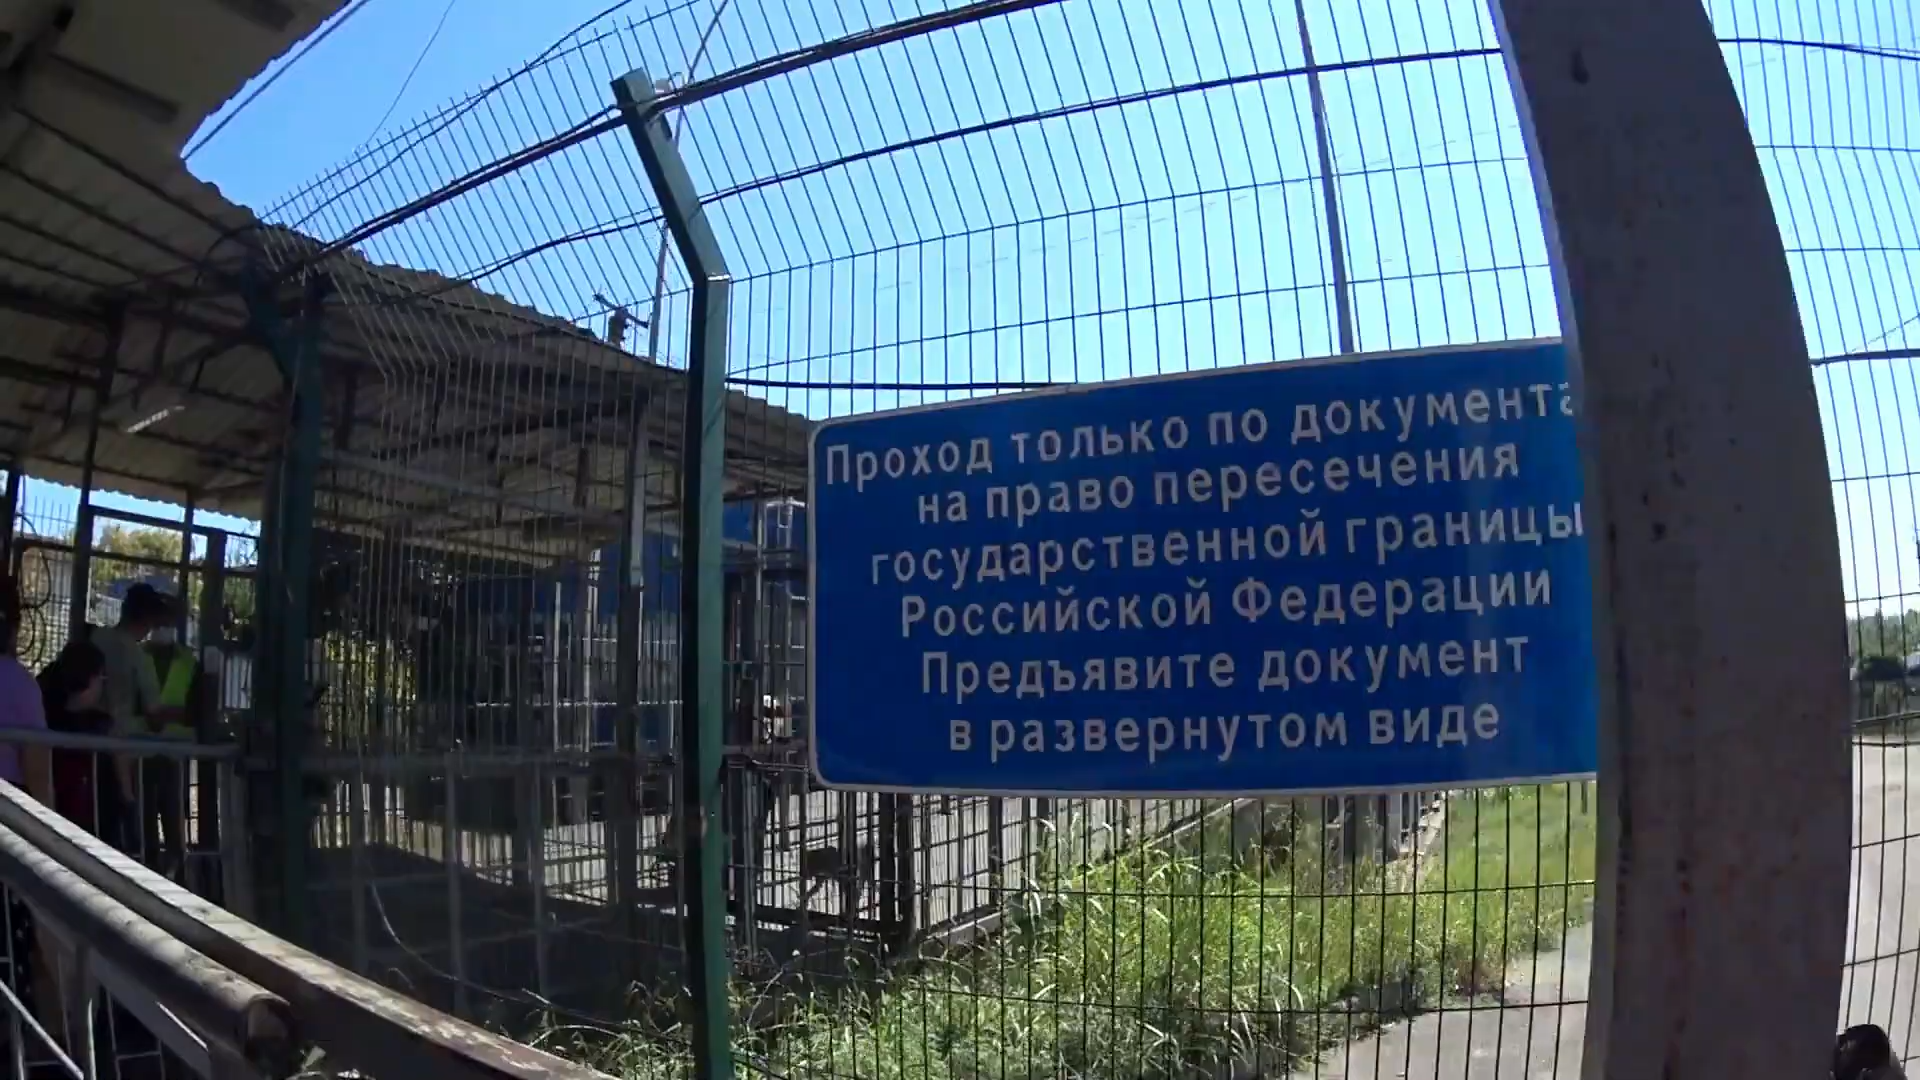 Проход только по документа
на право пересечения
государственной границы
Российской Федерации
Предъявите документ
в развернутом виде